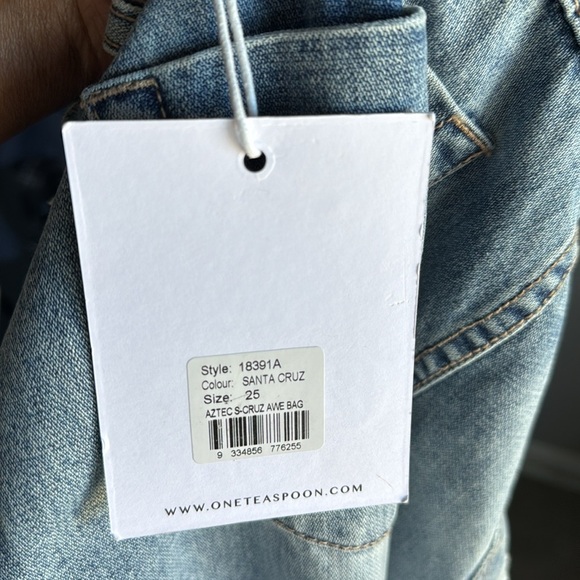 Style: 18391A
Colour: SANTA CRUZ
Size: 25
AZTEC S-CRUZ AWE BAG
9 334856 776255
WWW.ONETEASPOON.COM